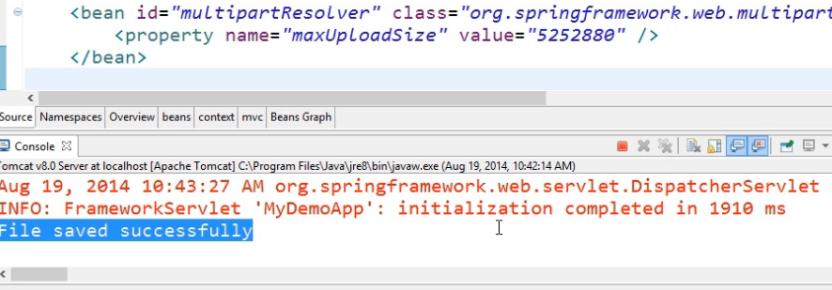 <bean id="multipartResolver" class="org.springframework.web.multipart
<property name="maxUploadSize" value="5252880" />
</bean>
Source Namespaces Overview beans context mvc Beans Graph
Console
Tomcat v8.0 Server at localhost [Apache Tomcat] C:\Program Files\Java\jre8\bin\javaw.exe (Aug 19, 2014, 10:42:14 AM)
Aug 19, 2014 10:43:27 AM org.springframework.web.servlet.DispatcherServlet
INFO: FrameworkServlet 'MyDemoApp': initialization completed in 1910 ms
File saved successfully